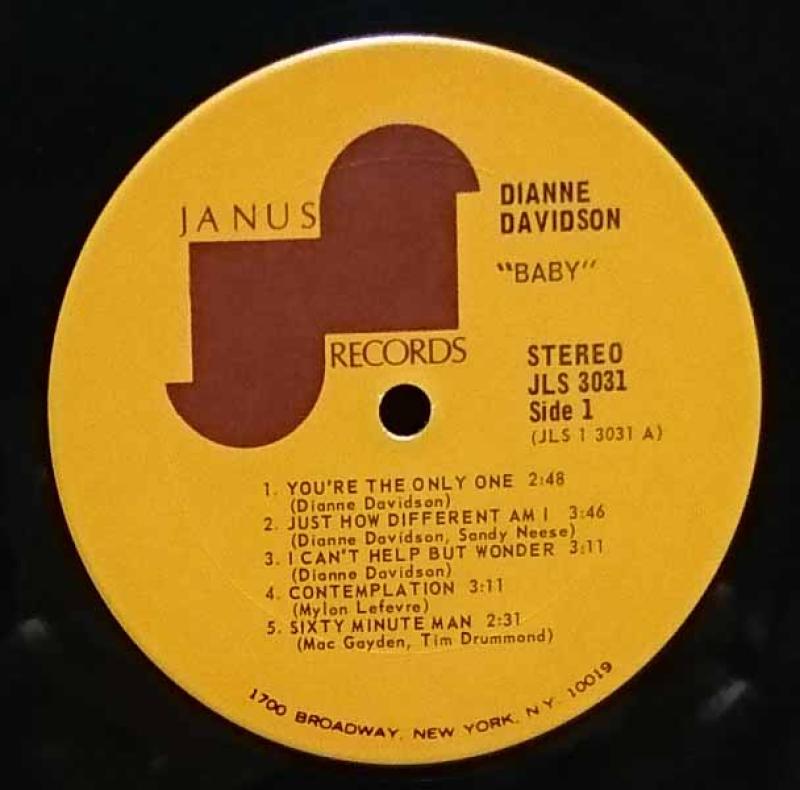 JANUS
RECORDS
DIANNE
DAVIDSON
"BABY"
STEREO
JLS 3031
Side 1
(JLS 1 3031 A)
1. YOU'RE THE ONLY ONE 2:48
(Dianne Davidson)
2. JUST HOW DIFFERENT AM I 3:46
(Dianne Davidson, Sandy Neese)
3. I CAN'T HELP BUT WONDER 3:11
(Dianne Davidson)
4. CONTEMPLATION 3:11
(Mylon Lefevre)
5. SIXTY MINUTE MAN 2:31
(Mac Gayden, Tim Drummond)
1700 BROADWAY, NEW YORK, N.Y. 10019